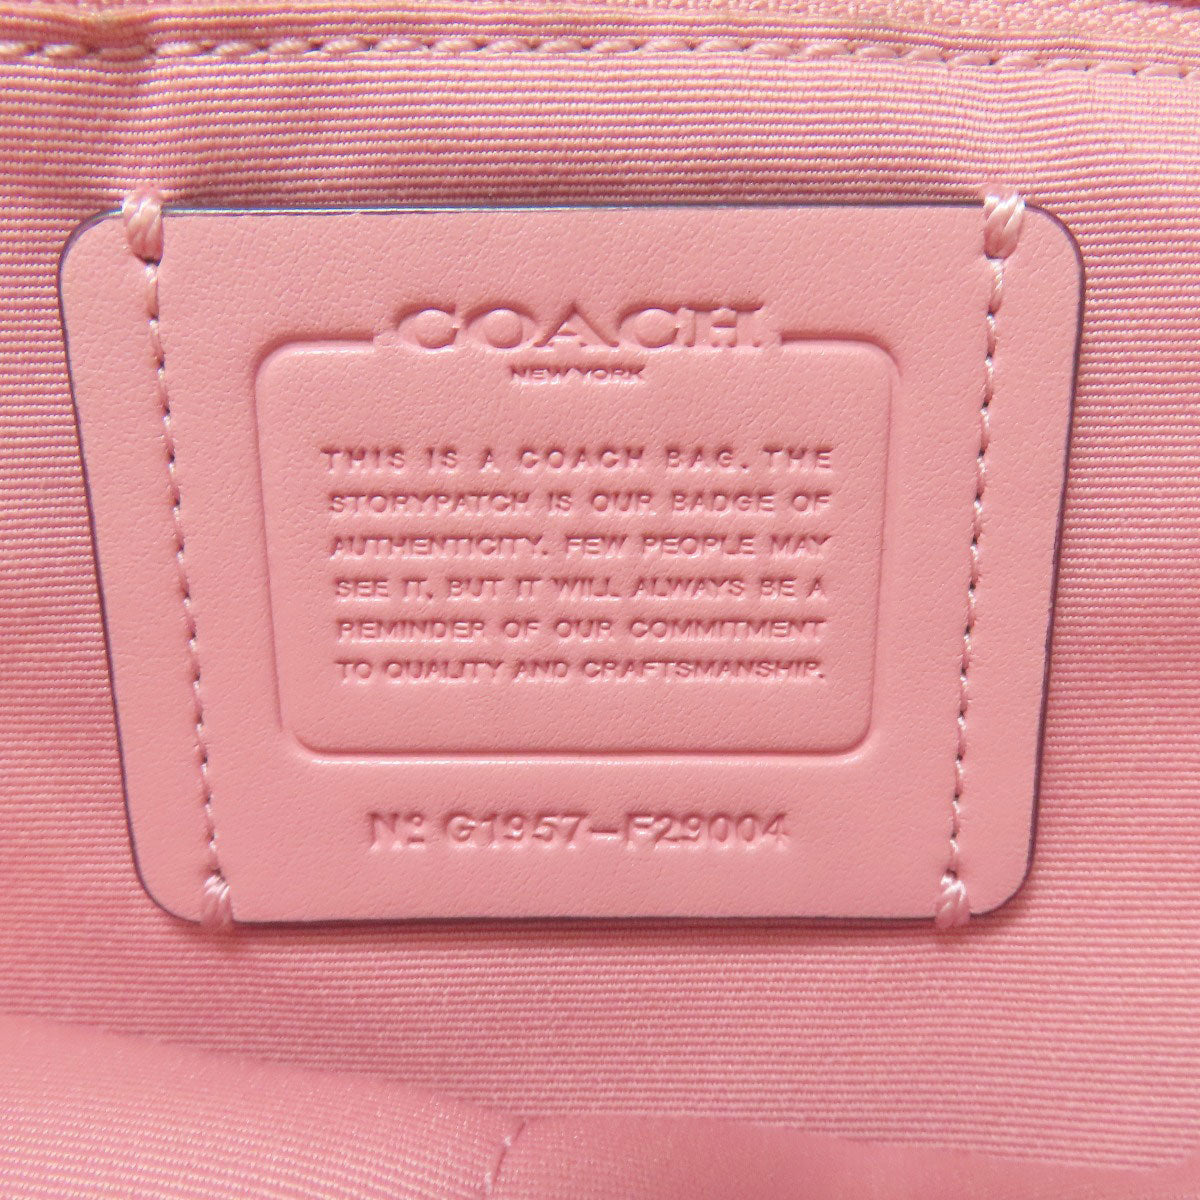 COACH
NEW YORK
THIS IS A COACH BAG. THE
STORYPATCH IS OUR BADGE OF
AUTHENTICITY. FEW PEOPLE MAY
SEE IT, BUT IT WILL ALWAYS BE A
REMINDER OF OUR COMMITMENT
TO QUALITY AND CRAFTSMANSHIP.
Nº G1957-F29004